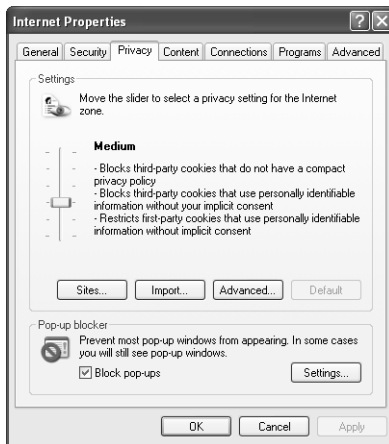 Internet Properties
General Security Privacy Content Connections Programs Advanced
Settings
Move the slider to select a privacy setting for the Internet
zone.
Medium
- Blocks third-party cookies that do not have a compact
privacy policy
- Blocks third-party cookies that use personally identifiable
information without your implicit consent
- Restricts first-party cookies that use personally identifiable
information without implicit consent
Sites... Import... Advanced... Default
Pop-up blocker
Prevent most pop-up windows from appearing. In some cases
you will still see pop-up windows.
Block pop-ups Settings...
OK Cancel Apply